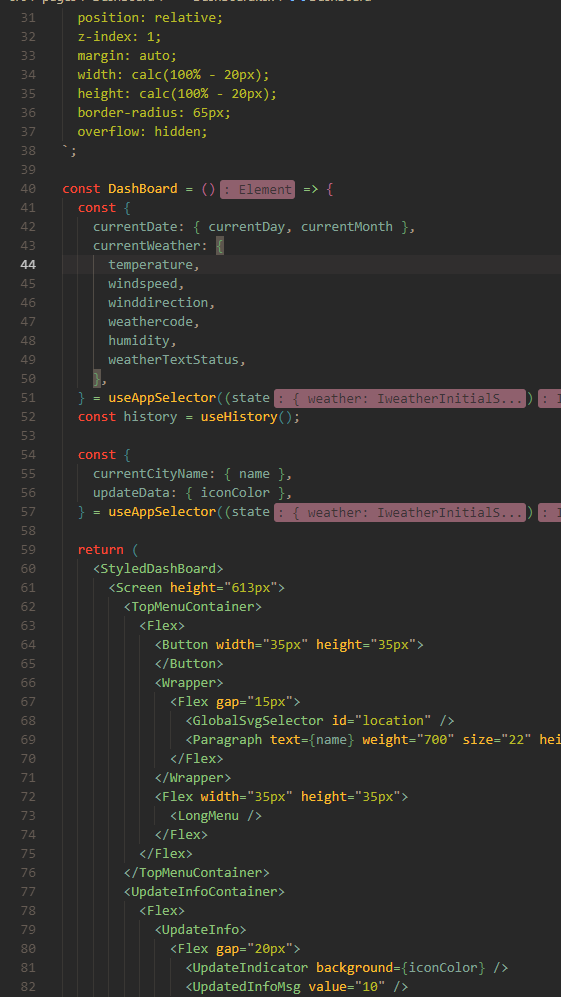 31 position: relative;
32 z-index: 1;
33 margin: auto;
34 width: calc(100% - 20px);
35 height: calc(100% - 20px);
36 border-radius: 65px;
37 overflow: hidden;
38 `;
39
40 const DashBoard = () : Element => {
41 const {
42 currentDate: { currentDay, currentMonth },
43 currentWeather: {
44 temperature,
45 windspeed,
46 winddirection,
47 weathercode,
48 humidity,
49 weatherTextStatus,
50 },
51 } = useAppSelector((state : { weather: IweatherInitialS... ) : I
52 const history = useHistory();
53
54 const {
55 currentCityName: { name },
56 updateData: { iconColor },
57 } = useAppSelector((state : { weather: IweatherInitialS... ) : I
58
59 return (
60 <StyledDashBoard>
61 <Screen height="613px">
62 <TopMenuContainer>
63 <Flex>
64 <Button width="35px" height="35px">
65 </Button>
66 <Wrapper>
67 <Flex gap="15px">
68 <GlobalSvgSelector id="location" />
69 <Paragraph text={name} weight="700" size="22" hei
70 </Flex>
71 </Wrapper>
72 <Flex width="35px" height="35px">
73 <LongMenu />
74 </Flex>
75 </Flex>
76 </TopMenuContainer>
77 <UpdateInfoContainer>
78 <Flex>
79 <UpdateInfo>
80 <Flex gap="20px">
81 <UpdateIndicator background={iconColor} />
82 <UpdatedInfoMsg value="10" />